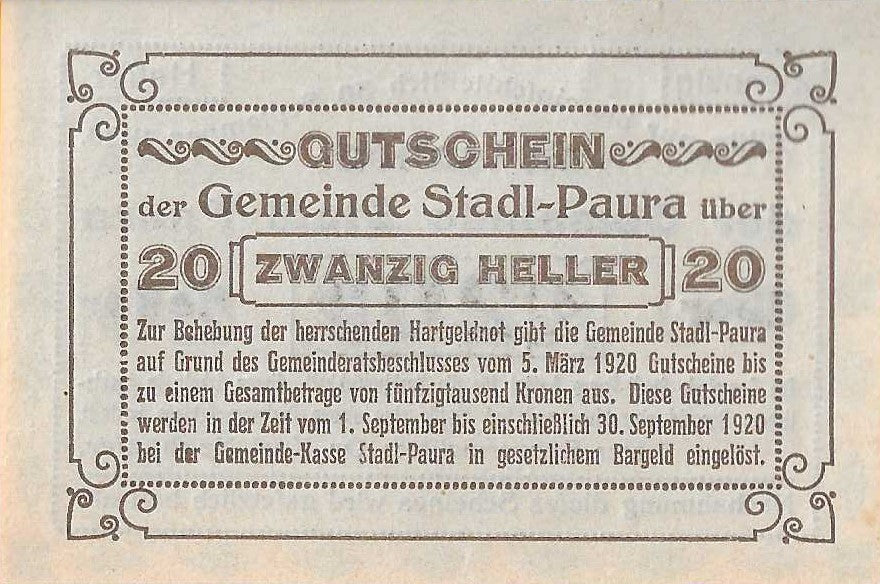 GUTSCHEIN
der Gemeinde Stadl-Paura über
20 ZWANZIG HELLER 20
Zur Behebung der herrschenden Hartgeldnot gibt die Gemeinde Stadl-Paura
auf Grund des Gemeinderatsbeschlusses vom 5. März 1920 Gutscheine bis
zu einem Gesamtbetrage von fünfzigtausend Kronen aus. Diese Gutscheine
werden in der Zeit vom 1. September bis einschließlich 30. September 1920
bei der Gemeinde-Kasse Stadl-Paura in gesetzlichem Bargeld eingelöst.